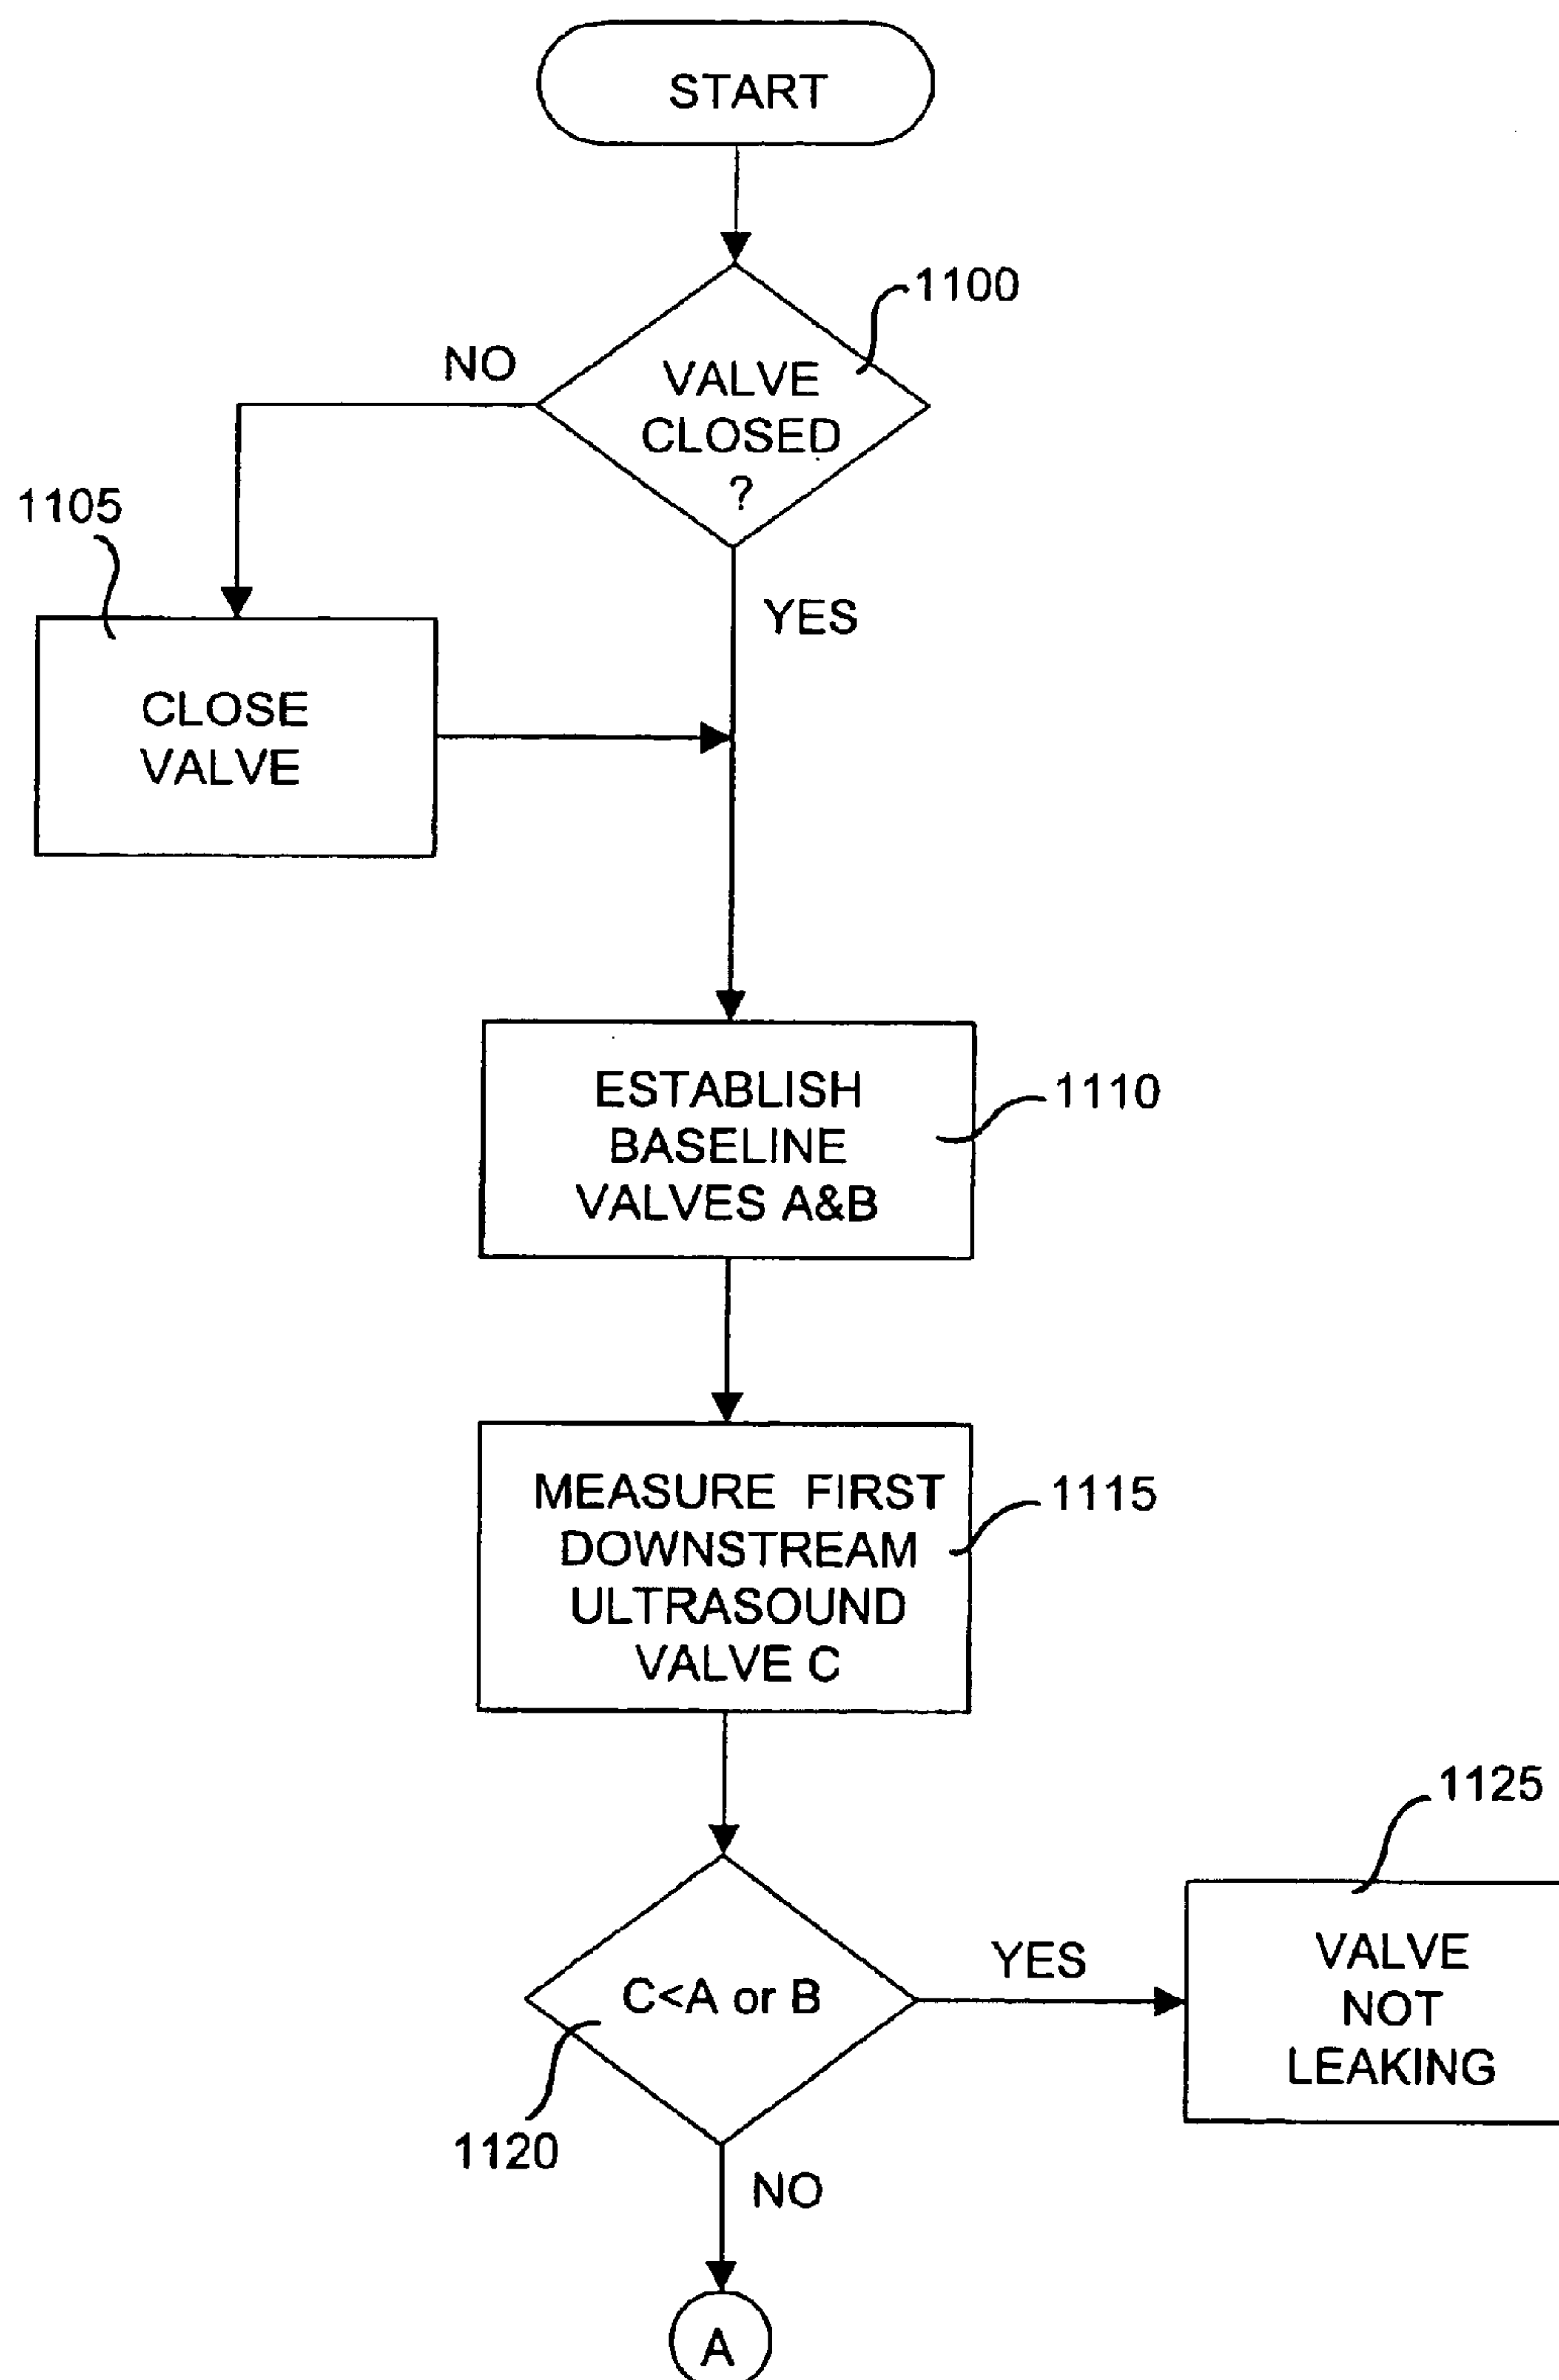 START
1100
VALVE
CLOSED
?
NO
1105
YES
CLOSE
VALVE
ESTABLISH
BASELINE
VALVES A&B
1110
MEASURE FIRST
DOWNSTREAM
ULTRASOUND
VALVE C
1115
1125
C<A or B
YES
VALVE
NOT
LEAKING
1120
NO
A